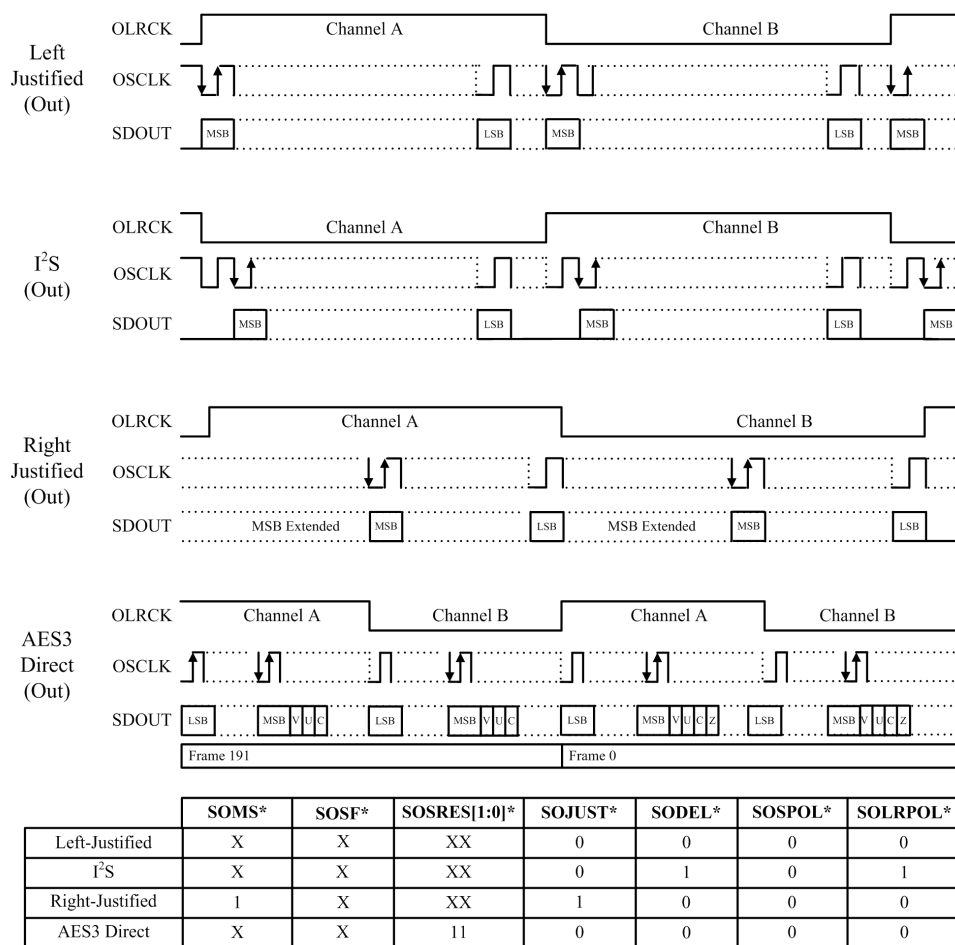 Left
Justified
(Out)
OLRCK Channel A Channel B
OSCLK
SDOUT MSB LSB MSB LSB MSB
I²S
(Out)
OLRCK Channel A Channel B
OSCLK
SDOUT MSB LSB MSB LSB MSB
Right
Justified
(Out)
OLRCK Channel A Channel B
OSCLK
SDOUT MSB Extended MSB LSB MSB Extended MSB LSB
AES3
Direct
(Out)
OLRCK Channel A Channel B Channel A Channel B
OSCLK
SDOUT LSB MSB V U C LSB MSB V U C LSB MSB V U C Z LSB MSB V U C Z
Frame 191 Frame 0
SOMS* SOSF* SOSRES[1:0]* SOJUST* SODEL* SOSPOL* SOLRPOL*
Left-Justified X X XX 0 0 0 0
I²S X X XX 0 1 0 1
Right-Justified 1 X XX 1 0 0 0
AES3 Direct X X 11 0 0 0 0